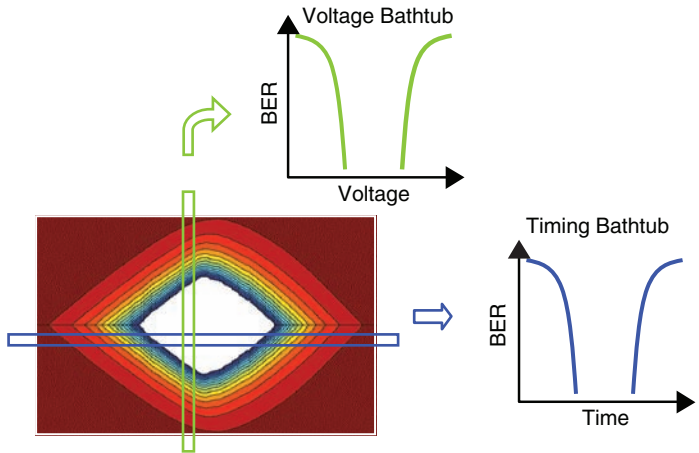 Voltage Bathtub
BER
Voltage
Timing Bathtub
BER
Time